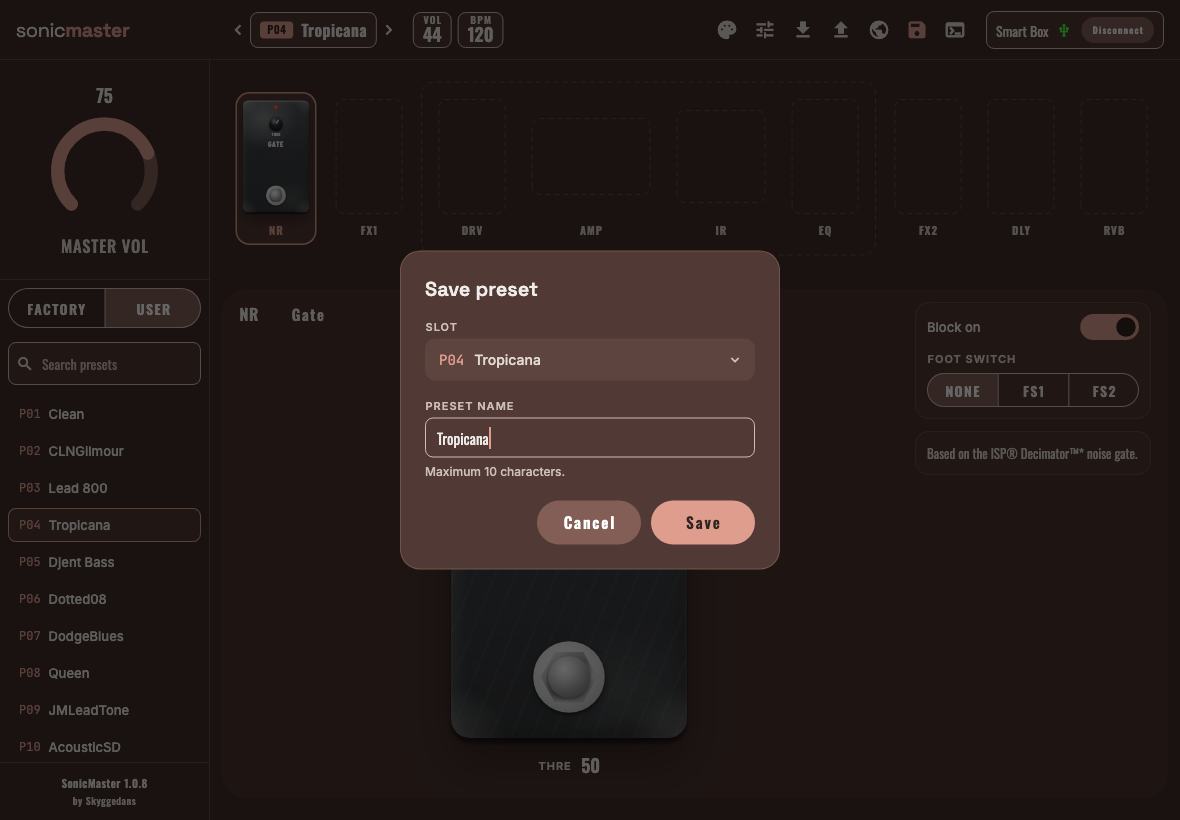 sonicmaster
P04 Tropicana
VOL
44
BPM
120
Smart Box
Disconnect
75
MASTER VOL
FACTORY
USER
Search presets
P01 Clean
P02 CLNGilmour
P03 Lead 800
P04 Tropicana
P05 Djent Bass
P06 Dotted08
P07 DodgeBlues
P08 Queen
P09 JMLeadTone
P10 AcousticSD
SonicMaster 1.0.8
by Skyggedans
THRE
GATE
NR
FX1
DRV
AMP
IR
EQ
FX2
DLY
RVB
NR Gate
Save preset
SLOT
P04 Tropicana
PRESET NAME
Tropicana
Maximum 10 characters.
Cancel
Save
THRE 50
Block on
FOOT SWITCH
NONE
FS1
FS2
Based on the ISP® Decimator™* noise gate.